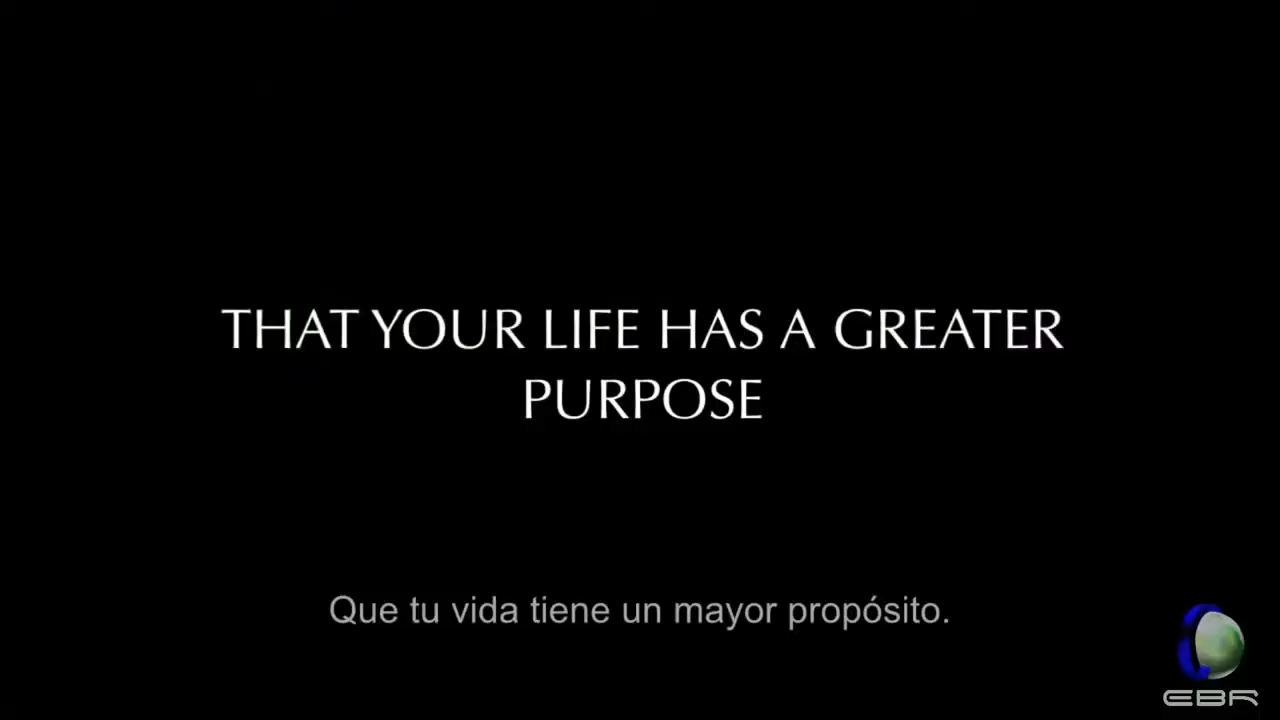 THAT YOUR LIFE HAS A GREATER
PURPOSE
Que tu vida tiene un mayor propósito.
EBR